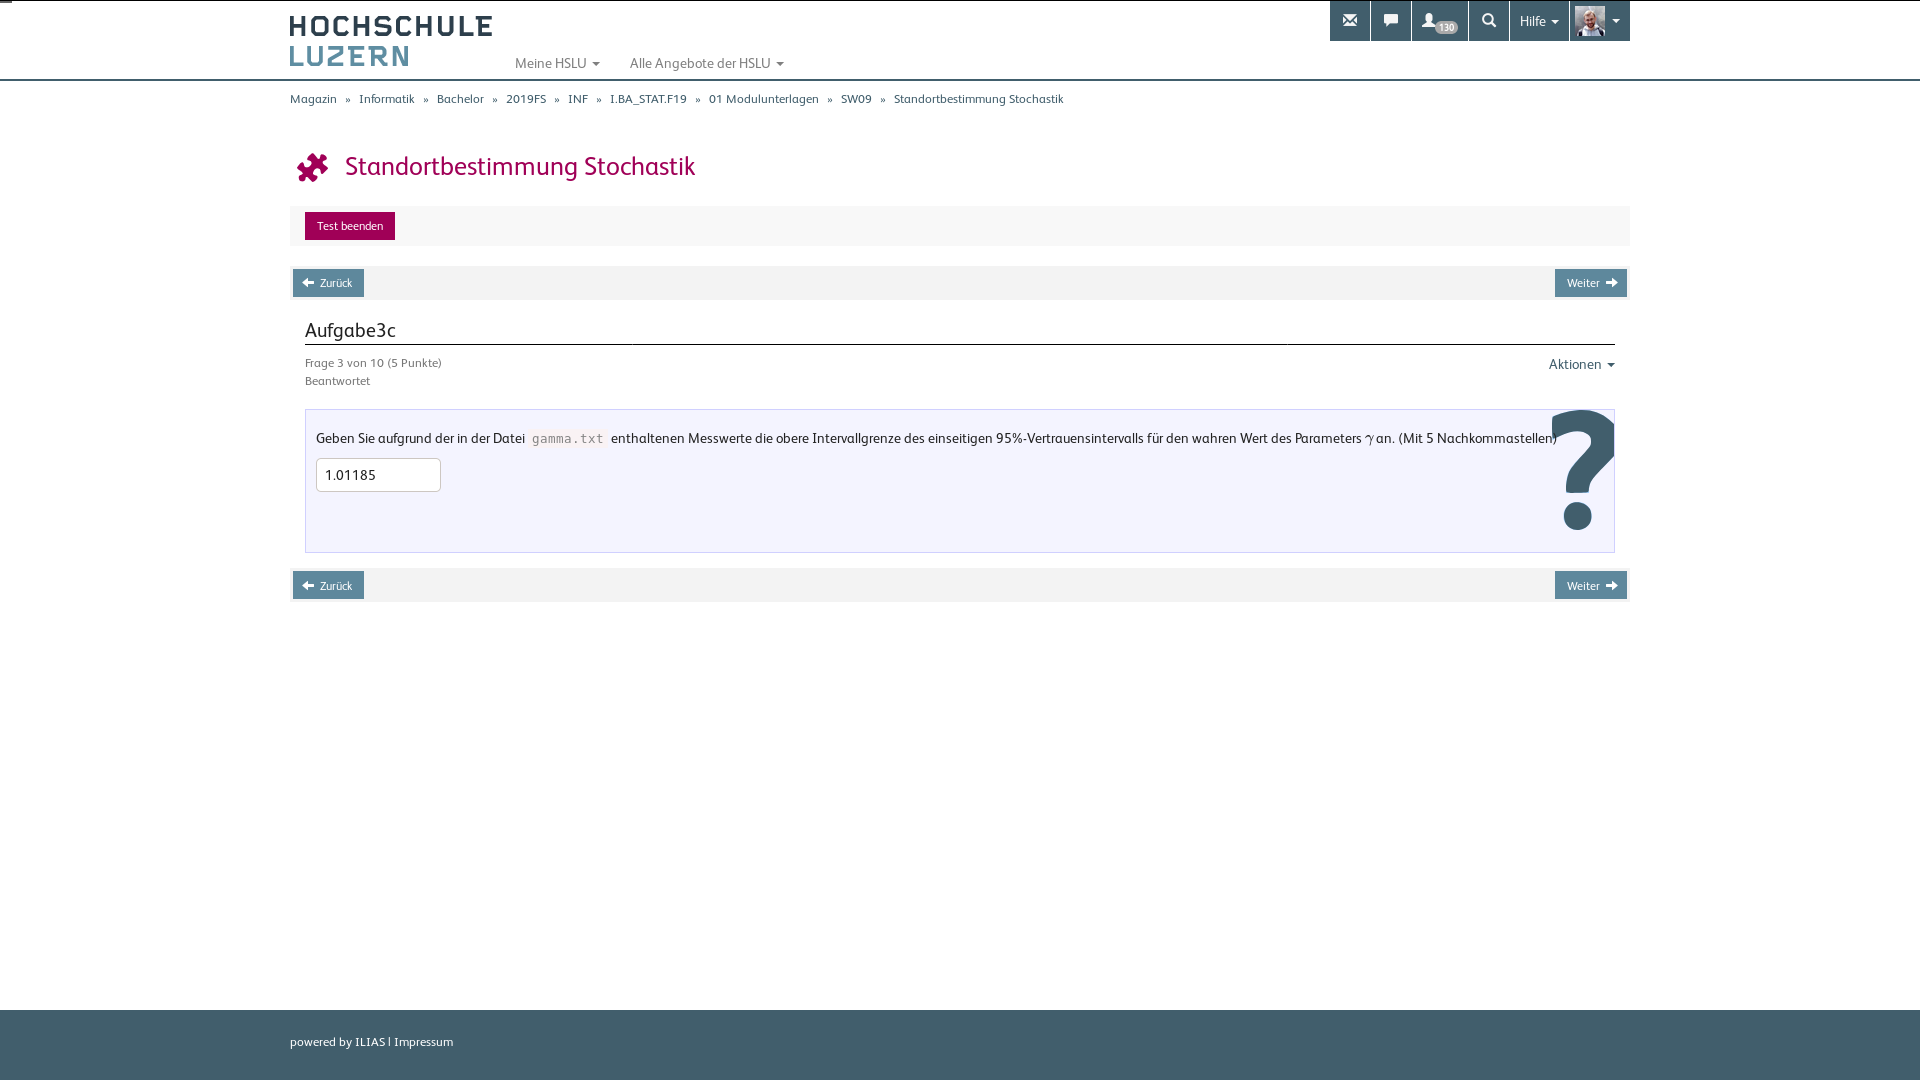 HOCHSCHULE
LUZERN
Meine HSLU
Alle Angebote der HSLU
130
Hilfe
Magazin » Informatik » Bachelor » 2019FS » INF » I.BA_STAT.F19 » 01 Modulunterlagen » SW09 » Standortbestimmung Stochastik
Standortbestimmung Stochastik
Test beenden
Zurück
Weiter
Aufgabe3c
Frage 3 von 10 (5 Punkte)
Aktionen
Beantwortet
Geben Sie aufgrund der in der Datei gamma.txt enthaltenen Messwerte die obere Intervallgrenze des einseitigen 95%-Vertrauensintervalls für den wahren Wert des Parameters γ an. (Mit 5 Nachkommastellen)
?
1.01185
Zurück
Weiter
powered by ILIAS | Impressum